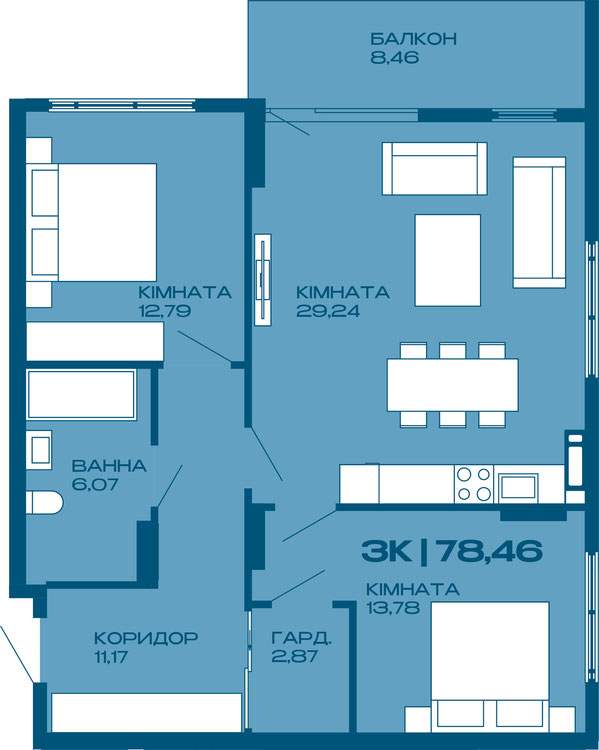 БАЛКОН
8,46
КІМНАТА
12,79
КІМНАТА
29,24
ВАННА
6,07
3К | 78,46
КІМНАТА
13,78
КОРИДОР
11,17
ГАРД.
2,87